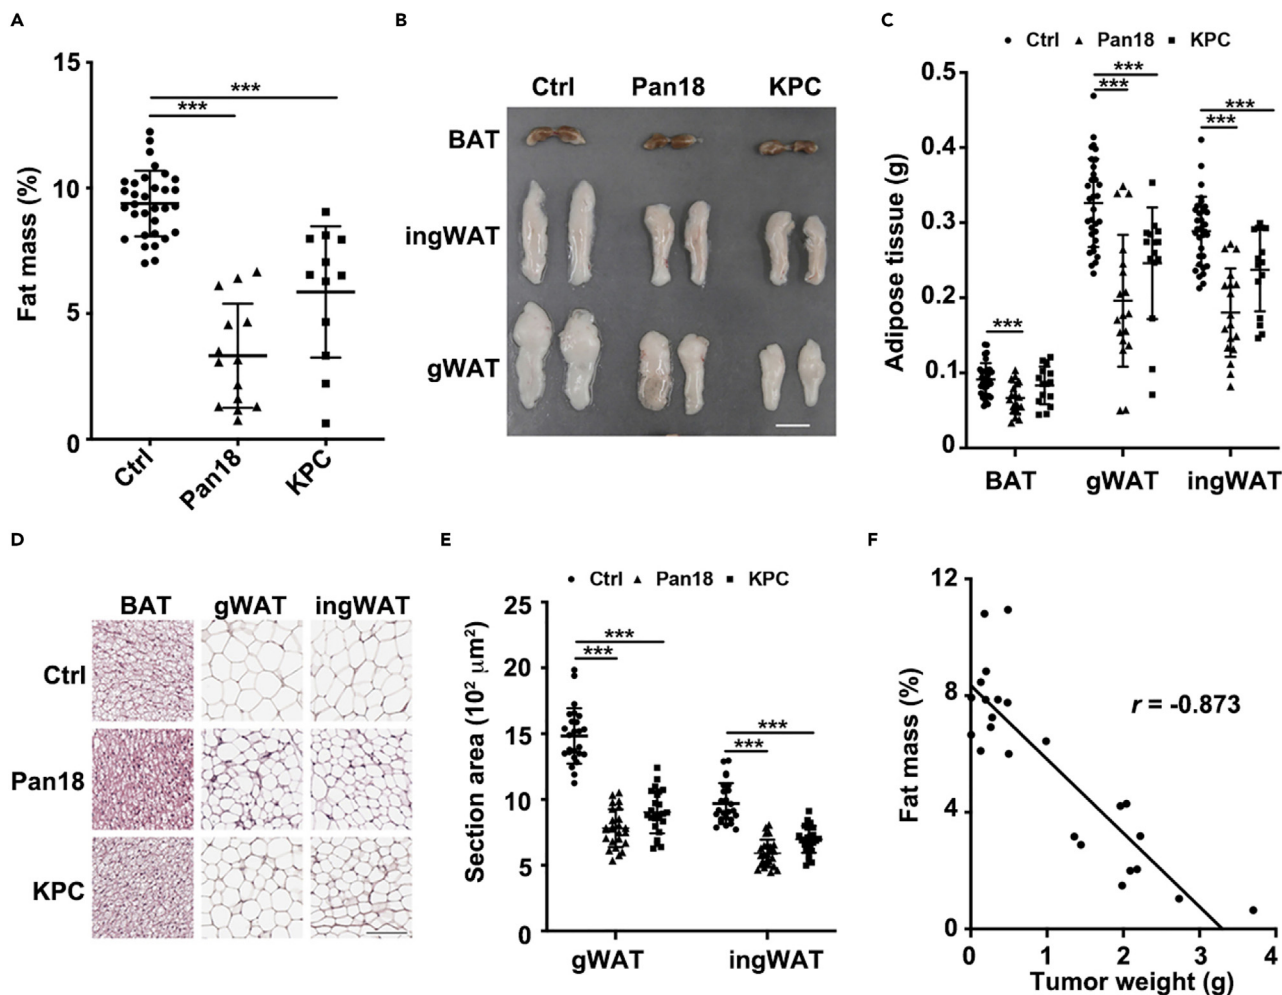 A
Fat mass (%)
15
10
5
0
***
***
Ctrl
Pan18
KPC
B
Ctrl Pan18 KPC
BAT
ingWAT
gWAT
C
● Ctrl ▲ Pan18 ■ KPC
Adipose tissue (g)
0.5
0.4
0.3
0.2
0.1
0
***
***
***
***
***
BAT gWAT ingWAT
D
BAT gWAT ingWAT
Ctrl
Pan18
KPC
E
● Ctrl ▲ Pan18 ■ KPC
Section area (10² μm²)
25
20
15
10
5
0
***
***
***
***
gWAT ingWAT
F
Fat mass (%)
12
8
4
0
r = -0.873
0 1 2 3 4
Tumor weight (g)